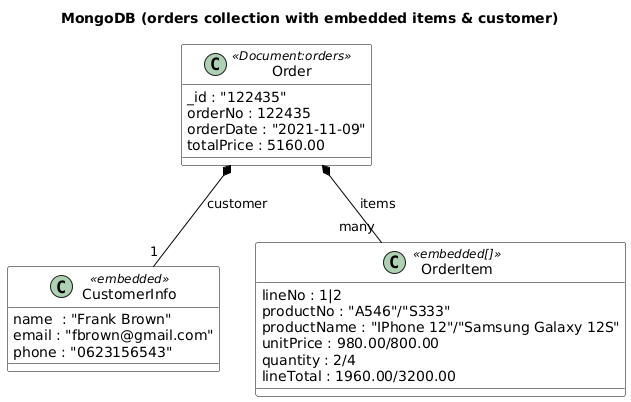 MongoDB (orders collection with embedded items & customer)
«Document:orders»
C Order
_id : "122435"
orderNo : 122435
orderDate : "2021-11-09"
totalPrice : 5160.00
customer
items
1
many
«embedded»
C CustomerInfo
name  : "Frank Brown"
email : "fbrown@gmail.com"
phone : "0623156543"
«embedded[]»
C OrderItem
lineNo : 1|2
productNo : "A546"/"S333"
productName : "IPhone 12"/"Samsung Galaxy 12S"
unitPrice : 980.00/800.00
quantity : 2/4
lineTotal : 1960.00/3200.00